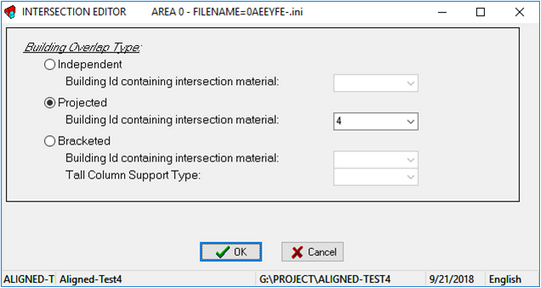 INTERSECTION EDITOR AREA 0 - FILENAME=0AEEYFE-.ini
Building Overlap Type:
Independent
Building Id containing intersection material:
Projected
Building Id containing intersection material: 4
Bracketed
Building Id containing intersection material:
Tall Column Support Type:
OK Cancel
ALIGNED-T Aligned-Test4 G:\PROJECT\ALIGNED-TEST4 9/21/2018 English